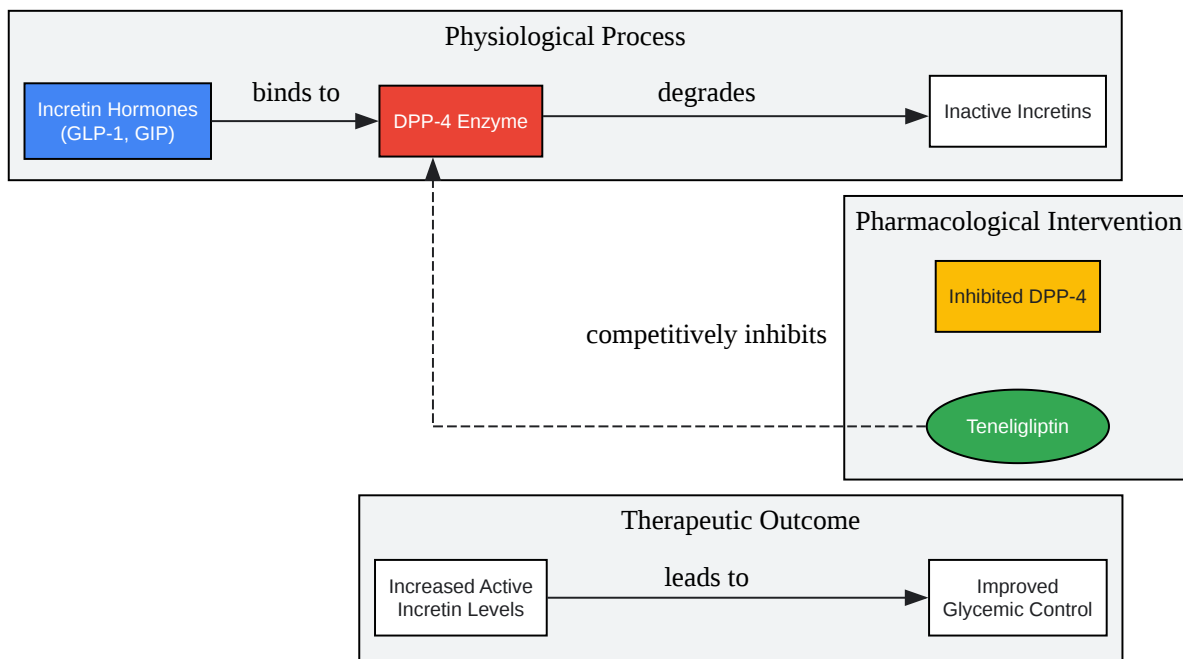 Physiological Process
Incretin Hormones
(GLP-1, GIP)
binds to
DPP-4 Enzyme
degrades
Inactive Incretins
Pharmacological Intervention
Inhibited DPP-4
competitively inhibits
Teneligliptin
Therapeutic Outcome
Increased Active
Incretin Levels
leads to
Improved
Glycemic Control